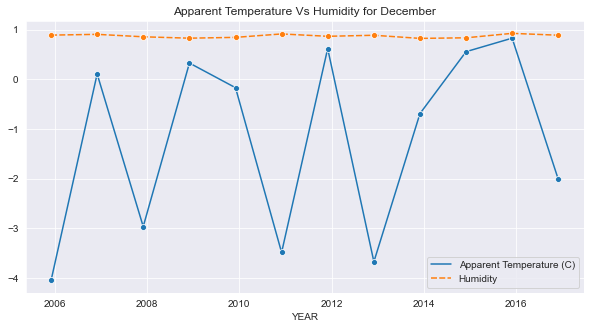 Apparent Temperature Vs Humidity for December
1
0
−1
−2
−3
−4
2006 2008 2010 2012 2014 2016
YEAR
Apparent Temperature (C)
Humidity